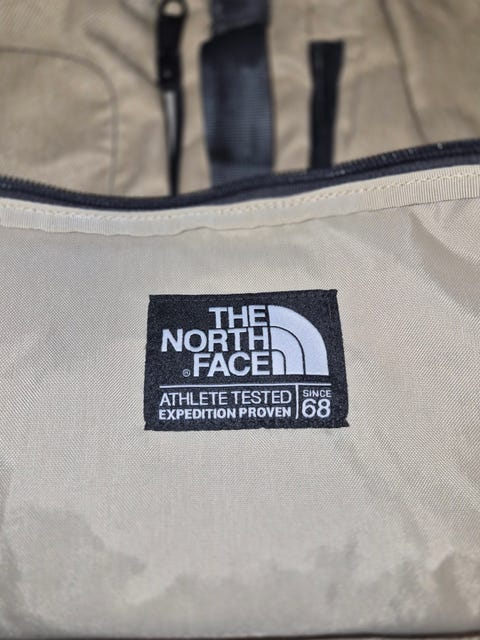 THE
NORTH
® FACE
ATHLETE TESTED
EXPEDITION PROVEN
SINCE
68